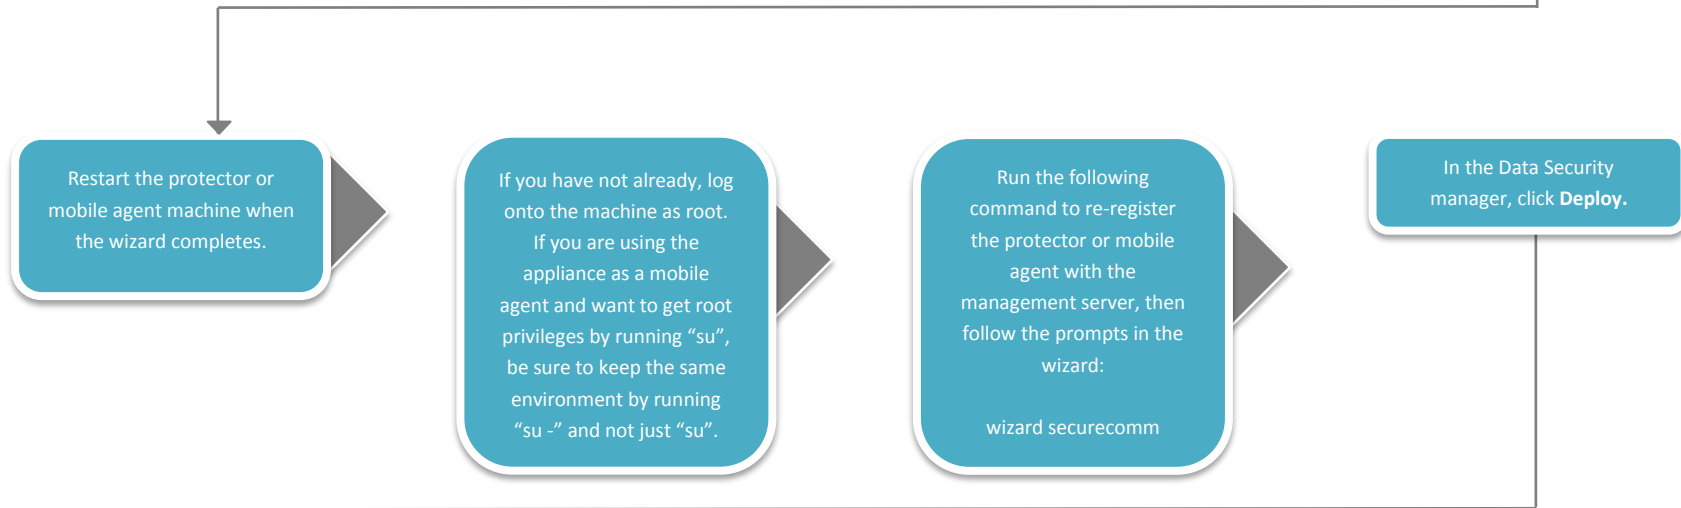 Restart the protector or
mobile agent machine when
the wizard completes.
If you have not already, log
onto the machine as root.
If you are using the
appliance as a mobile
agent and want to get root
privileges by running “su”,
be sure to keep the same
environment by running
“su -” and not just “su”.
Run the following
command to re-register
the protector or mobile
agent with the
management server, then
follow the prompts in the
wizard:
wizard securecomm
In the Data Security
manager, click Deploy.